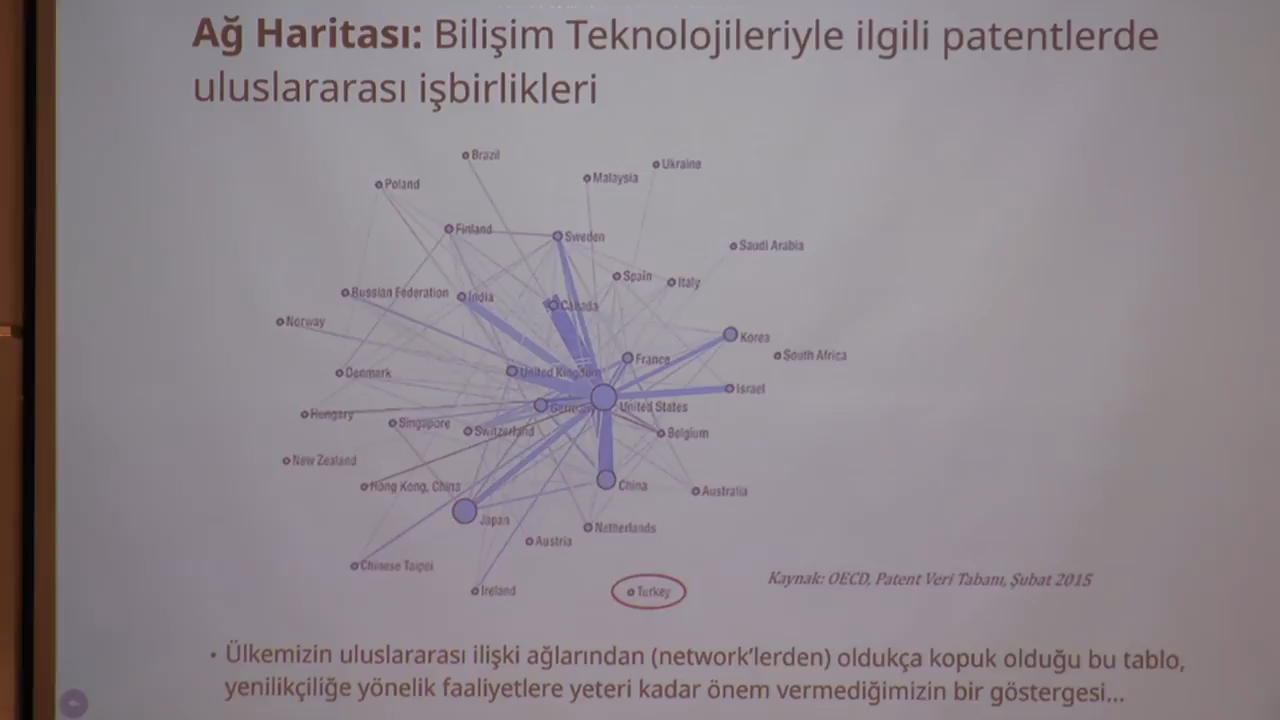 Ağ Haritası: Bilişim Teknolojileriyle ilgili patentlerde
uluslararası işbirlikleri
Brazil
Ukraine
Malaysia
Poland
Finland
Sweden
Saudi Arabia
Spain
Italy
Russian Federation
India
Canada
Norway
Korea
South Africa
France
Denmark
United Kingdom
Israel
Germany
United States
Hungary
Singapore
Switzerland
Belgium
New Zealand
Hong Kong, China
China
Australia
Japan
Netherlands
Austria
Chinese Taipei
Ireland
Turkey
Kaynak: OECD, Patent Veri Tabanı, Şubat 2015
• Ülkemizin uluslararası ilişki ağlarından (network’lerden) oldukça kopuk olduğu bu tablo,
yenilikçiliğe yönelik faaliyetlere yeteri kadar önem vermediğimizin bir göstergesi...